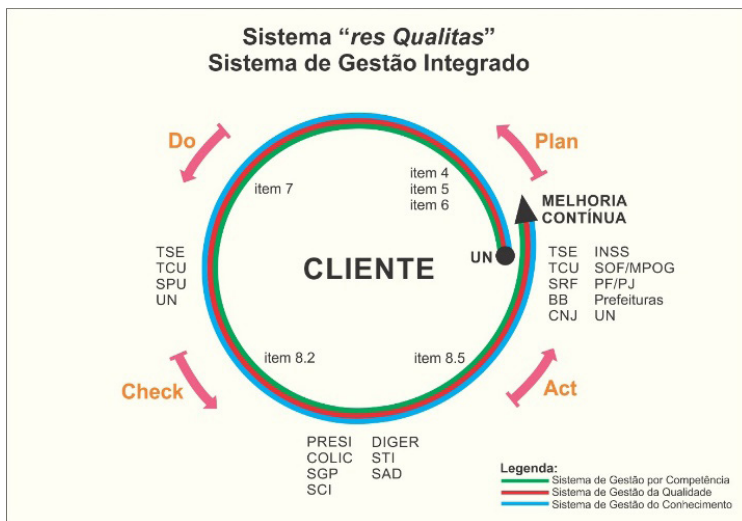 Sistema “res Qualitas”
Sistema de Gestão Integrado
Do
Plan
item 7
item 4
item 5
item 6
MELHORIA
CONTÍNUA
UN
CLIENTE
TSE
TCU
SPU
UN
TSE INSS
TCU SOF/MPOG
SRF PF/PJ
BB Prefeituras
CNJ UN
item 8.2
item 8.5
Check
Act
PRESI DIGER
COLIC STI
SGP SAD
SCI
Legenda:
Sistema de Gestão por Competência
Sistema de Gestão da Qualidade
Sistema de Gestão do Conhecimento